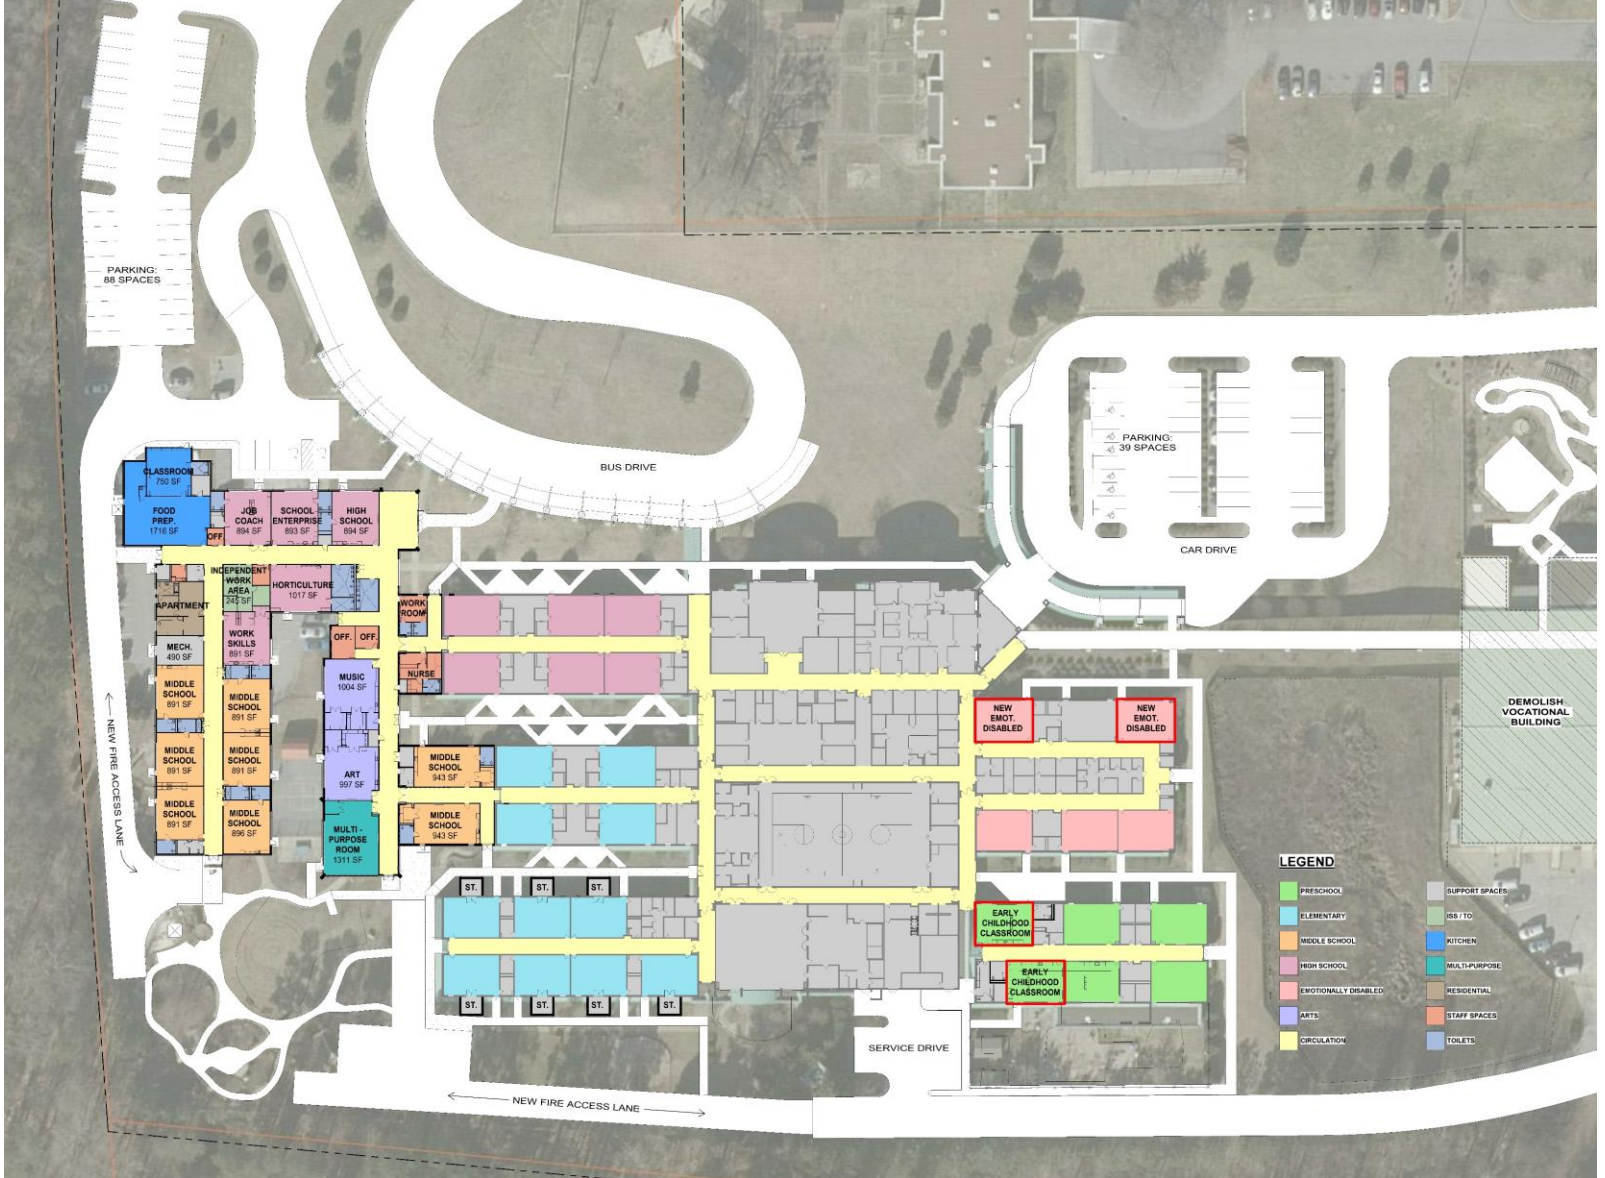 PARKING:
88 SPACES
BUS DRIVE
PARKING:
39 SPACES
CAR DRIVE
CLASSROOM
750 SF
FOOD
PREP.
1716 SF
OFF
JOB
COACH
894 SF
SCHOOL
ENTERPRISE
893 SF
HIGH
SCHOOL
894 SF
INDEPENDENT
WORK
AREA
245 SF
HORTICULTURE
1017 SF
APARTMENT
WORK
ROOM
WORK
SKILLS
891 SF
OFF.
OFF.
MECH.
490 SF
NURSE
MUSIC
1004 SF
MIDDLE
SCHOOL
891 SF
MIDDLE
SCHOOL
891 SF
MIDDLE
SCHOOL
891 SF
MIDDLE
SCHOOL
891 SF
ART
997 SF
MIDDLE
SCHOOL
943 SF
MIDDLE
SCHOOL
891 SF
MIDDLE
SCHOOL
896 SF
MULTI -
PURPOSE
ROOM
1311 SF
MIDDLE
SCHOOL
943 SF
NEW FIRE ACCESS LANE
NEW
EMOT.
DISABLED
NEW
EMOT.
DISABLED
DEMOLISH
VOCATIONAL
BUILDING
ST.
ST.
ST.
EARLY
CHILDHOOD
CLASSROOM
EARLY
CHILDHOOD
CLASSROOM
ST.
ST.
ST.
ST.
SERVICE DRIVE
NEW FIRE ACCESS LANE
LEGEND
PRESCHOOL
ELEMENTARY
MIDDLE SCHOOL
HIGH SCHOOL
EMOTIONALLY DISABLED
ARTS
CIRCULATION
SUPPORT SPACES
ISS / TO
KITCHEN
MULTI-PURPOSE
RESIDENTIAL
STAFF SPACES
TOILETS